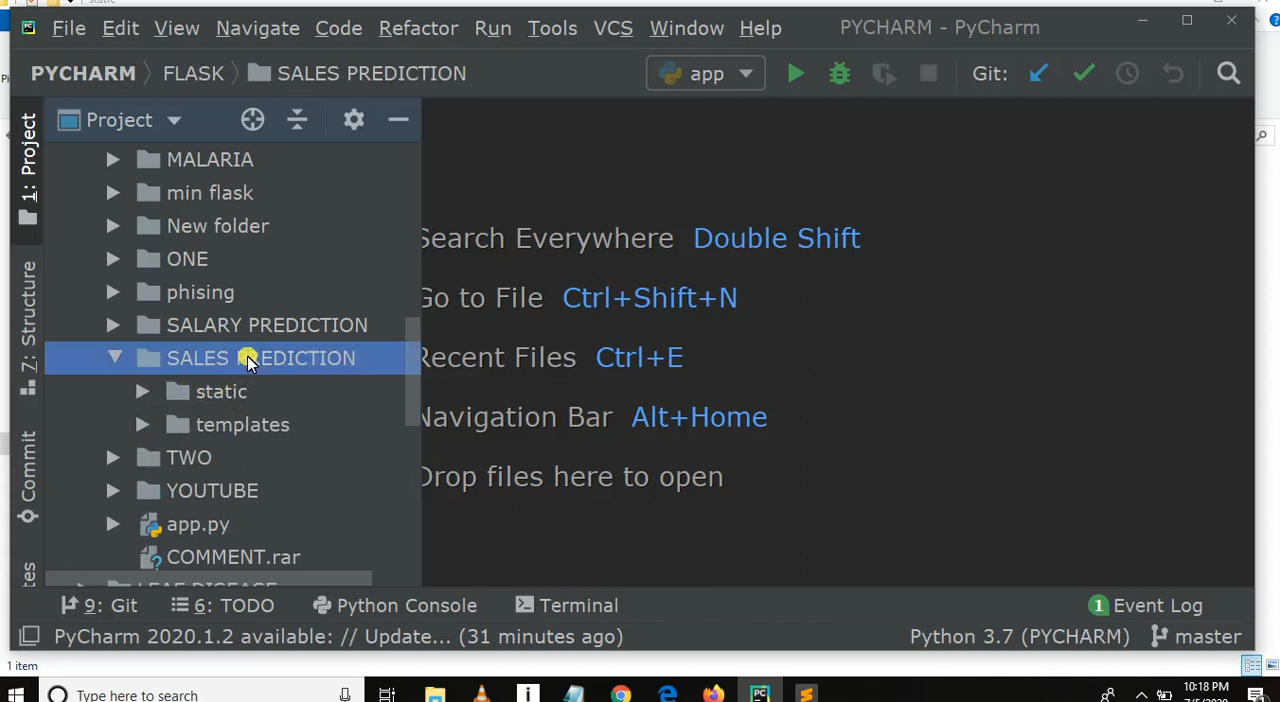 File Edit View Navigate Code Refactor Run Tools VCS Window Help PYCHARM - PyCharm
PYCHARM FLASK SALES PREDICTION app Git:
1: Project
Project
MALARIA
min flask
New folder
ONE
phising
SALARY PREDICTION
SALES PREDICTION
static
templates
TWO
YOUTUBE
app.py
COMMENT.rar
LEAF DISEASE
Z: Structure
Commit
Search Everywhere Double Shift
Go to File Ctrl+Shift+N
Recent Files Ctrl+E
Navigation Bar Alt+Home
Drop files here to open
9: Git 6: TODO Python Console Terminal 1 Event Log
PyCharm 2020.1.2 available: // Update... (31 minutes ago) Python 3.7 (PYCHARM) master
1 item
Type here to search
10:18 PM